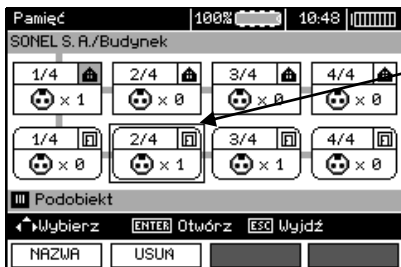 Pamięć 100% 10:48
SONEL S. A./Budynek
1/4 2/4 3/4 4/4
× 1 × 0 × 0 × 0
1/4 2/4 3/4 4/4
× 0 × 1 × 1 × 0
Podobiekt
Wybierz ENTER Otwórz ESC Wyjdź
NAZWA USUŃ